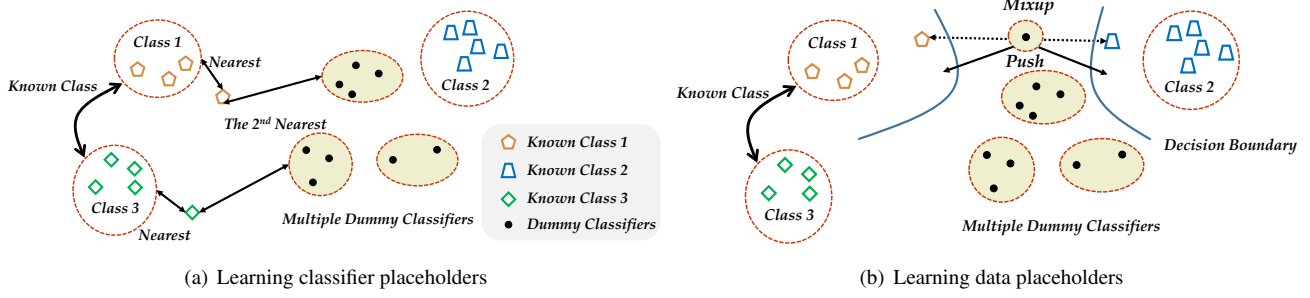 Class 1
Nearest
Known Class
The 2nd Nearest
Class 2
Class 3
Nearest
Multiple Dummy Classifiers
Known Class 1
Known Class 2
Known Class 3
Dummy Classifiers
(a) Learning classifier placeholders
Mixup
Class 1
Push
Class 2
Known Class
Decision Boundary
Class 3
Multiple Dummy Classifiers
(b) Learning data placeholders